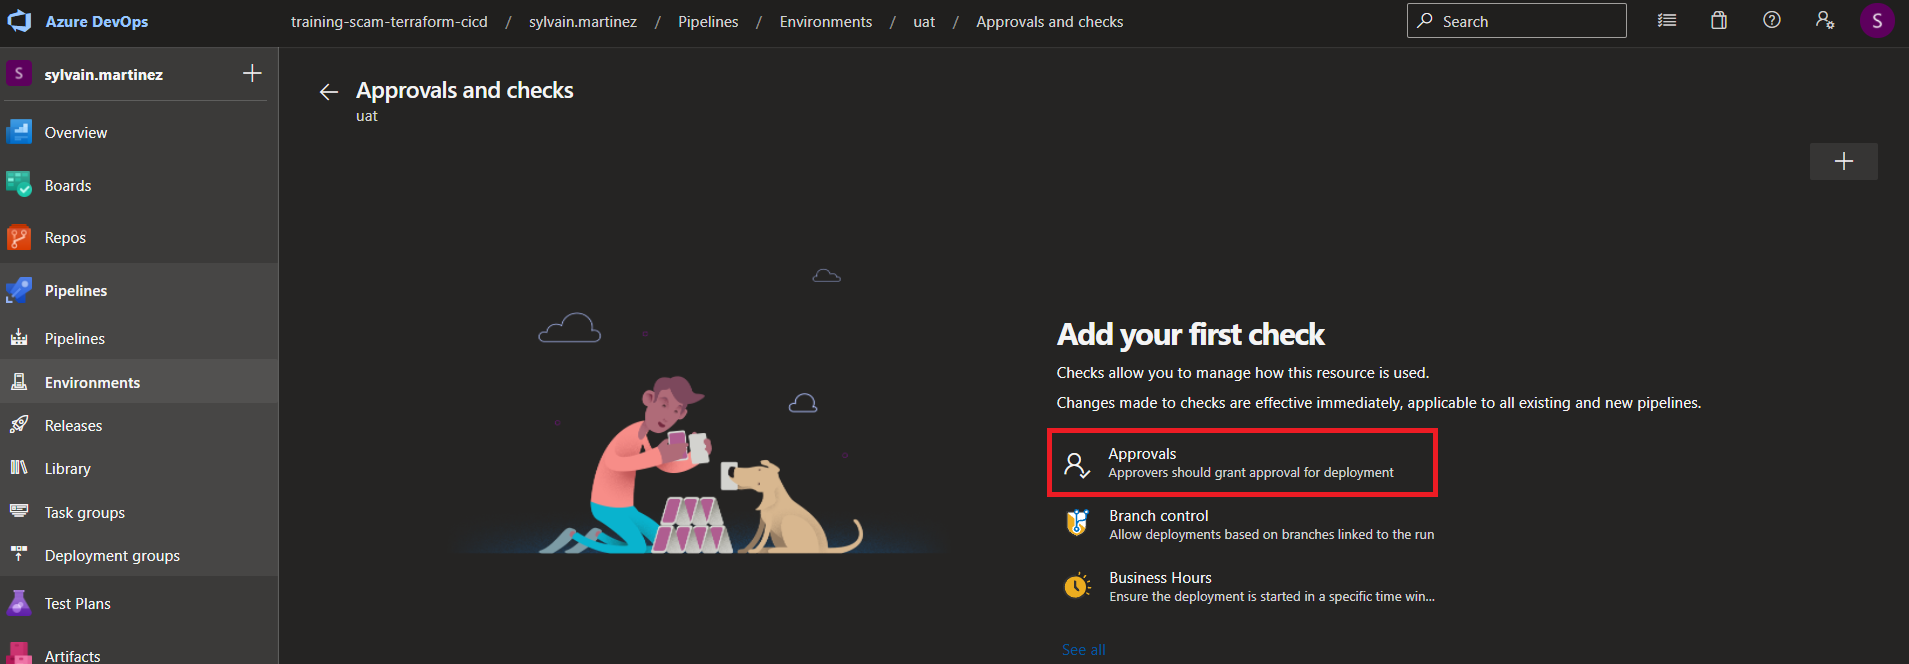 Azure DevOps
training-scam-terraform-cicd / sylvain.martinez / Pipelines / Environments / uat / Approvals and checks
Search
S
S
sylvain.martinez
Overview
Boards
Repos
Pipelines
Pipelines
Environments
Releases
Library
Task groups
Deployment groups
Test Plans
Artifacts
Approvals and checks
uat
Add your first check
Checks allow you to manage how this resource is used.
Changes made to checks are effective immediately, applicable to all existing and new pipelines.
Approvals
Approvers should grant approval for deployment
Branch control
Allow deployments based on branches linked to the run
Business Hours
Ensure the deployment is started in a specific time win...
See all